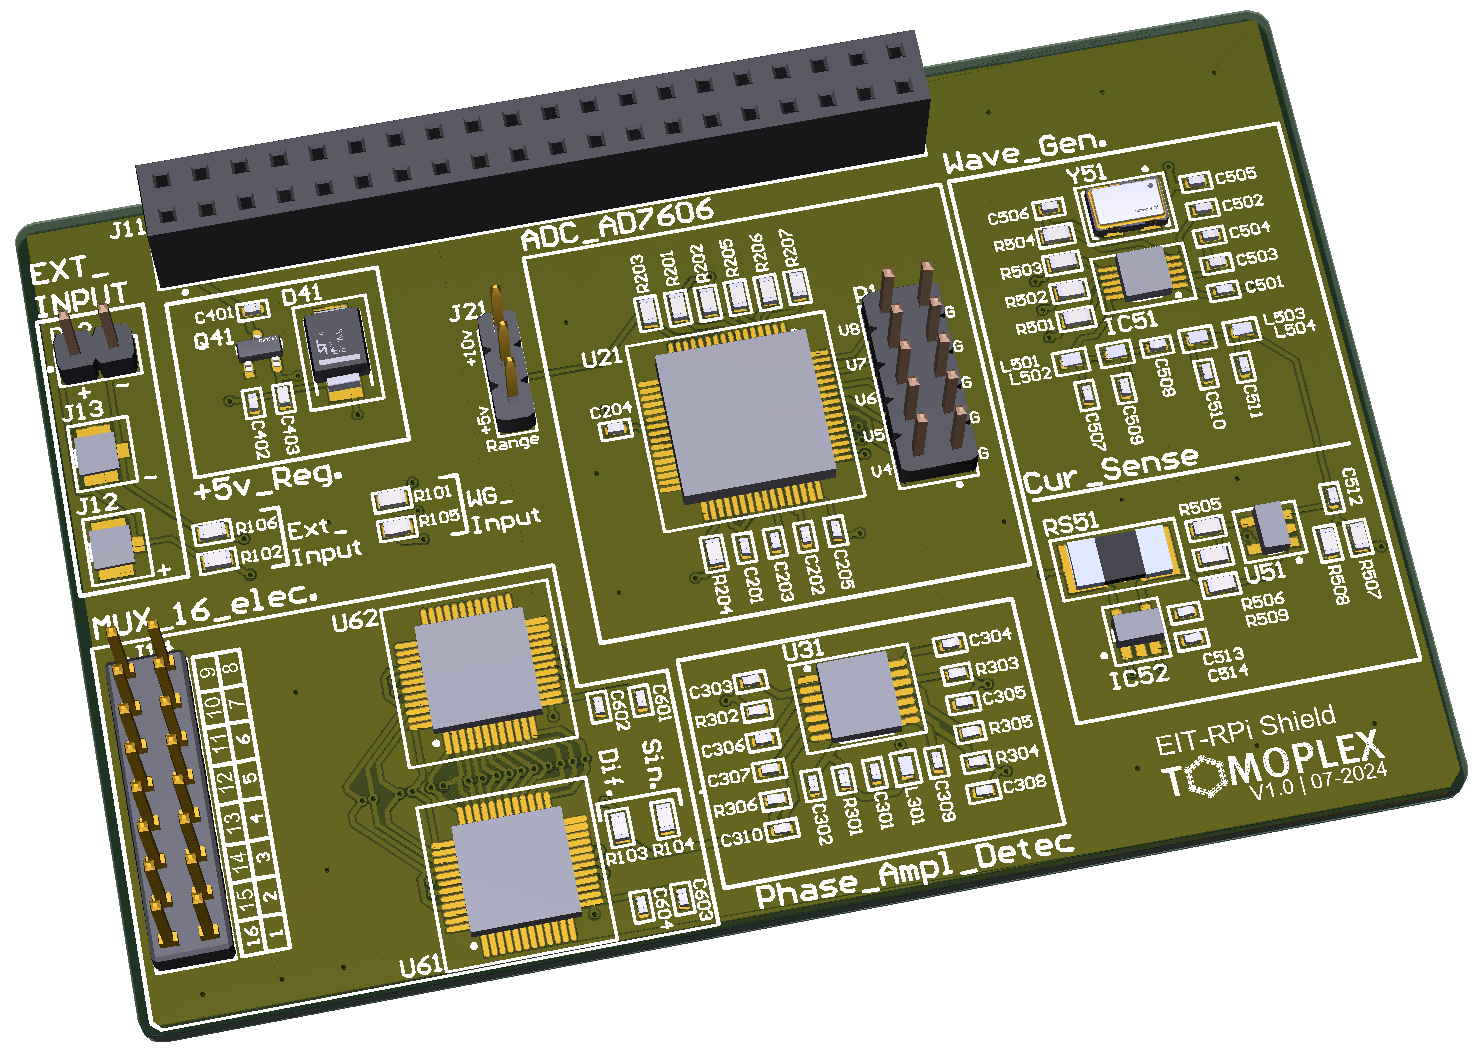 J11
EXT_
INPUT
J13
J12
+
-
-
+
C401
D41
Q41
C402
C403
+5v_Reg.
J21
+10v
+5v
Range
R106
R102
Ext_
Input
R101
R105
WG_
Input
ADC_AD7606
R203
R201
R202
R205
R206
R207
U21
C204
R204
C201
C203
C202
C205
V8
V7
V6
V5
V4
G
G
G
G
G
Wave_Gen.
Y51
C506
R504
R503
R502
R501
C505
C502
C504
C503
C501
IC51
L501
L502
L503
L504
C507
C509
C508
C510
C511
Cur_Sense
RS51
R505
U51
C512
R508
R507
R506
R509
IC52
C513
C514
MUX_16_elec.
U62
U61
9 8
10 7
11 6
12 5
13 4
14 3
15 2
16 1
C602
C601
Dif.
Sin.
R103
R104
C604
C603
U31
C303
R302
C306
C307
R306
C310
C302
R301
C301
L301
C309
C304
R303
C305
R305
R304
C308
Phase_Ampl_Detec
EIT-RPi Shield
TOMOPLEX
V1.0 | 07-2024